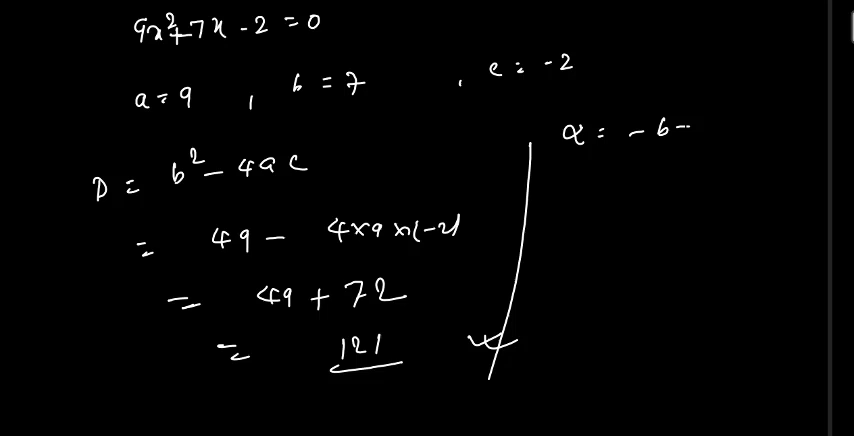 9x²+7x-2=0
a=9 , b=7 , c=-2
D= b²-4ac
= 49- 4×9×(-2)
= 49+72
= 121
α= -b-